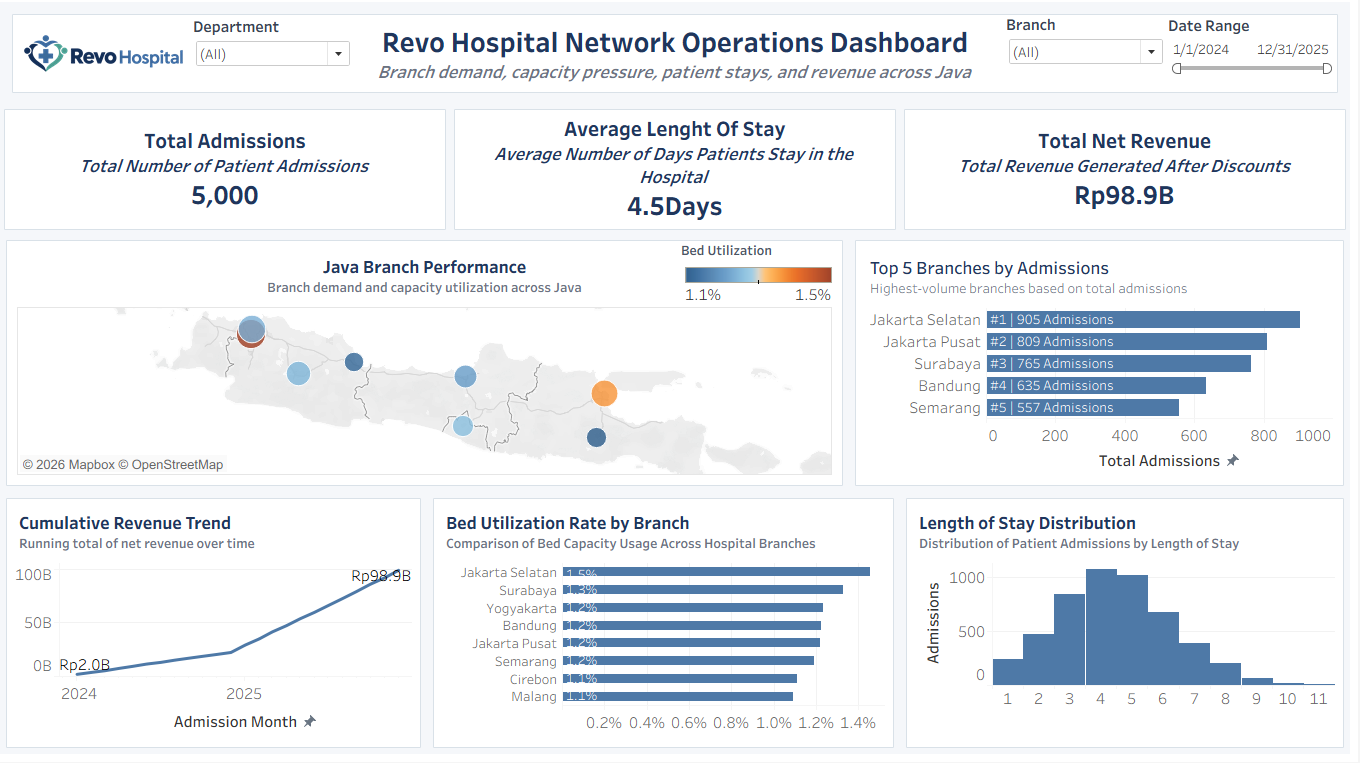 Revo Hospital
Department
(All)
Revo Hospital Network Operations Dashboard
Branch demand, capacity pressure, patient stays, and revenue across Java
Branch
(All)
Date Range
1/1/2024 12/31/2025
Total Admissions
Total Number of Patient Admissions
5,000
Average Lenght Of Stay
Average Number of Days Patients Stay in the
Hospital
4.5Days
Total Net Revenue
Total Revenue Generated After Discounts
Rp98.9B
Java Branch Performance
Branch demand and capacity utilization across Java
Bed Utilization
1.1% 1.5%
© 2026 Mapbox © OpenStreetMap
Top 5 Branches by Admissions
Highest-volume branches based on total admissions
Jakarta Selatan #1 | 905 Admissions
Jakarta Pusat #2 | 809 Admissions
Surabaya #3 | 765 Admissions
Bandung #4 | 635 Admissions
Semarang #5 | 557 Admissions
0 200 400 600 800 1000
Total Admissions
Cumulative Revenue Trend
Running total of net revenue over time
100B
Rp98.9B
50B
0B
Rp2.0B
2024 2025
Admission Month
Bed Utilization Rate by Branch
Comparison of Bed Capacity Usage Across Hospital Branches
Jakarta Selatan 1.5%
Surabaya 1.3%
Yogyakarta 1.2%
Bandung 1.2%
Jakarta Pusat 1.2%
Semarang 1.2%
Cirebon 1.1%
Malang 1.1%
0.2% 0.4% 0.6% 0.8% 1.0% 1.2% 1.4%
Length of Stay Distribution
Distribution of Patient Admissions by Length of Stay
Admissions
1000
500
0
1 2 3 4 5 6 7 8 9 10 11